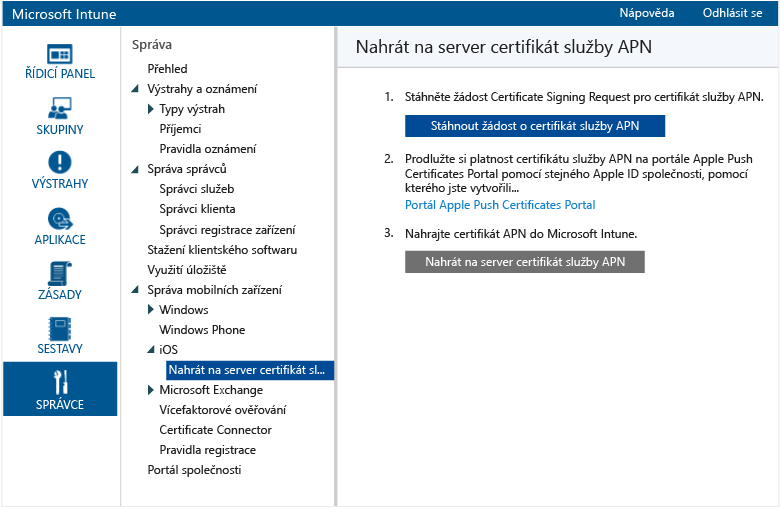 Microsoft Intune
Nápověda
Odhlásit se
ŘÍDICÍ PANEL
SKUPINY
VÝSTRAHY
APLIKACE
ZÁSADY
SESTAVY
SPRÁVCE
Správa
Přehled
Výstrahy a oznámení
Typy výstrah
Příjemci
Pravidla oznámení
Správa správců
Správci služeb
Správci klienta
Správci registrace zařízení
Stažení klientského softwaru
Využití úložiště
Správa mobilních zařízení
Windows
Windows Phone
iOS
Nahrát na server certifikát sl...
Microsoft Exchange
Vícefaktorové ověřování
Certificate Connector
Pravidla registrace
Portál společnosti
Nahrát na server certifikát služby APN
1. Stáhněte žádost Certificate Signing Request pro certifikát služby APN.
Stáhnout žádost o certifikát služby APN
2. Prodlužte si platnost certifikátu služby APN na portále Apple Push
Certificates Portal pomocí stejného Apple ID společnosti, pomocí
kterého jste vytvořili...
Portál Apple Push Certificates Portal
3. Nahrajte certifikát APN do Microsoft Intune.
Nahrát na server certifikát služby APN